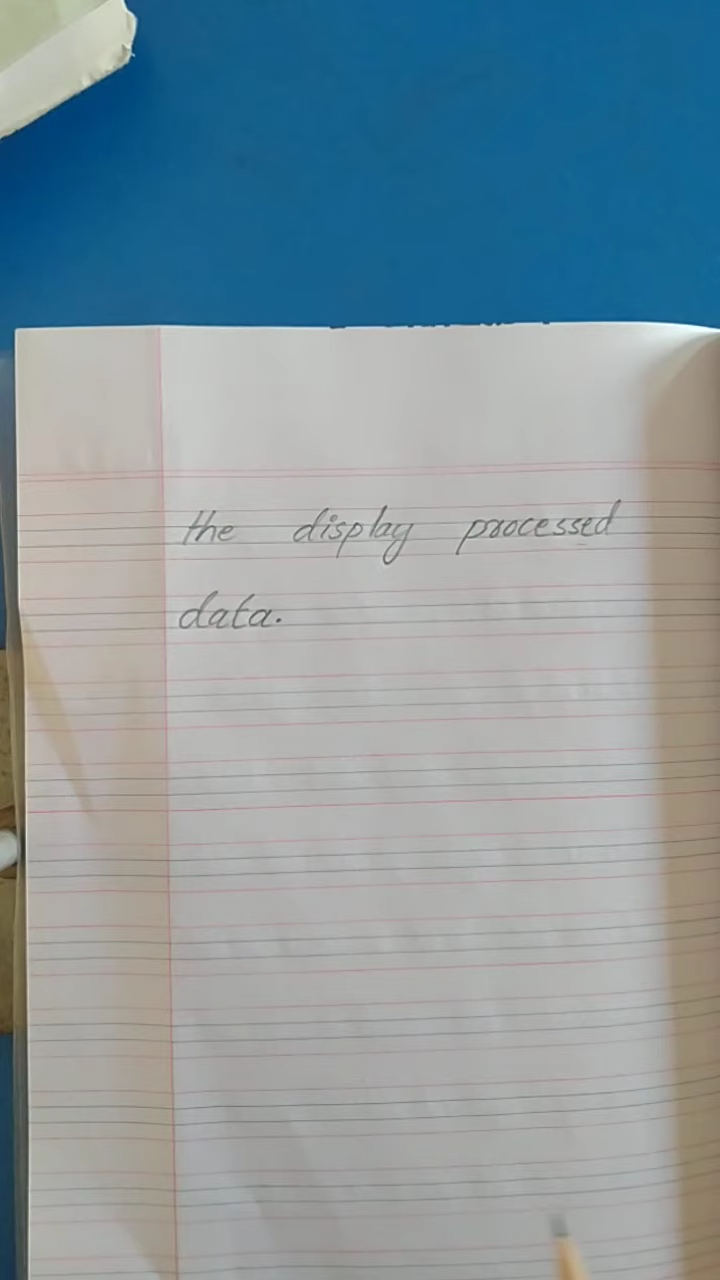 the display processed
data.